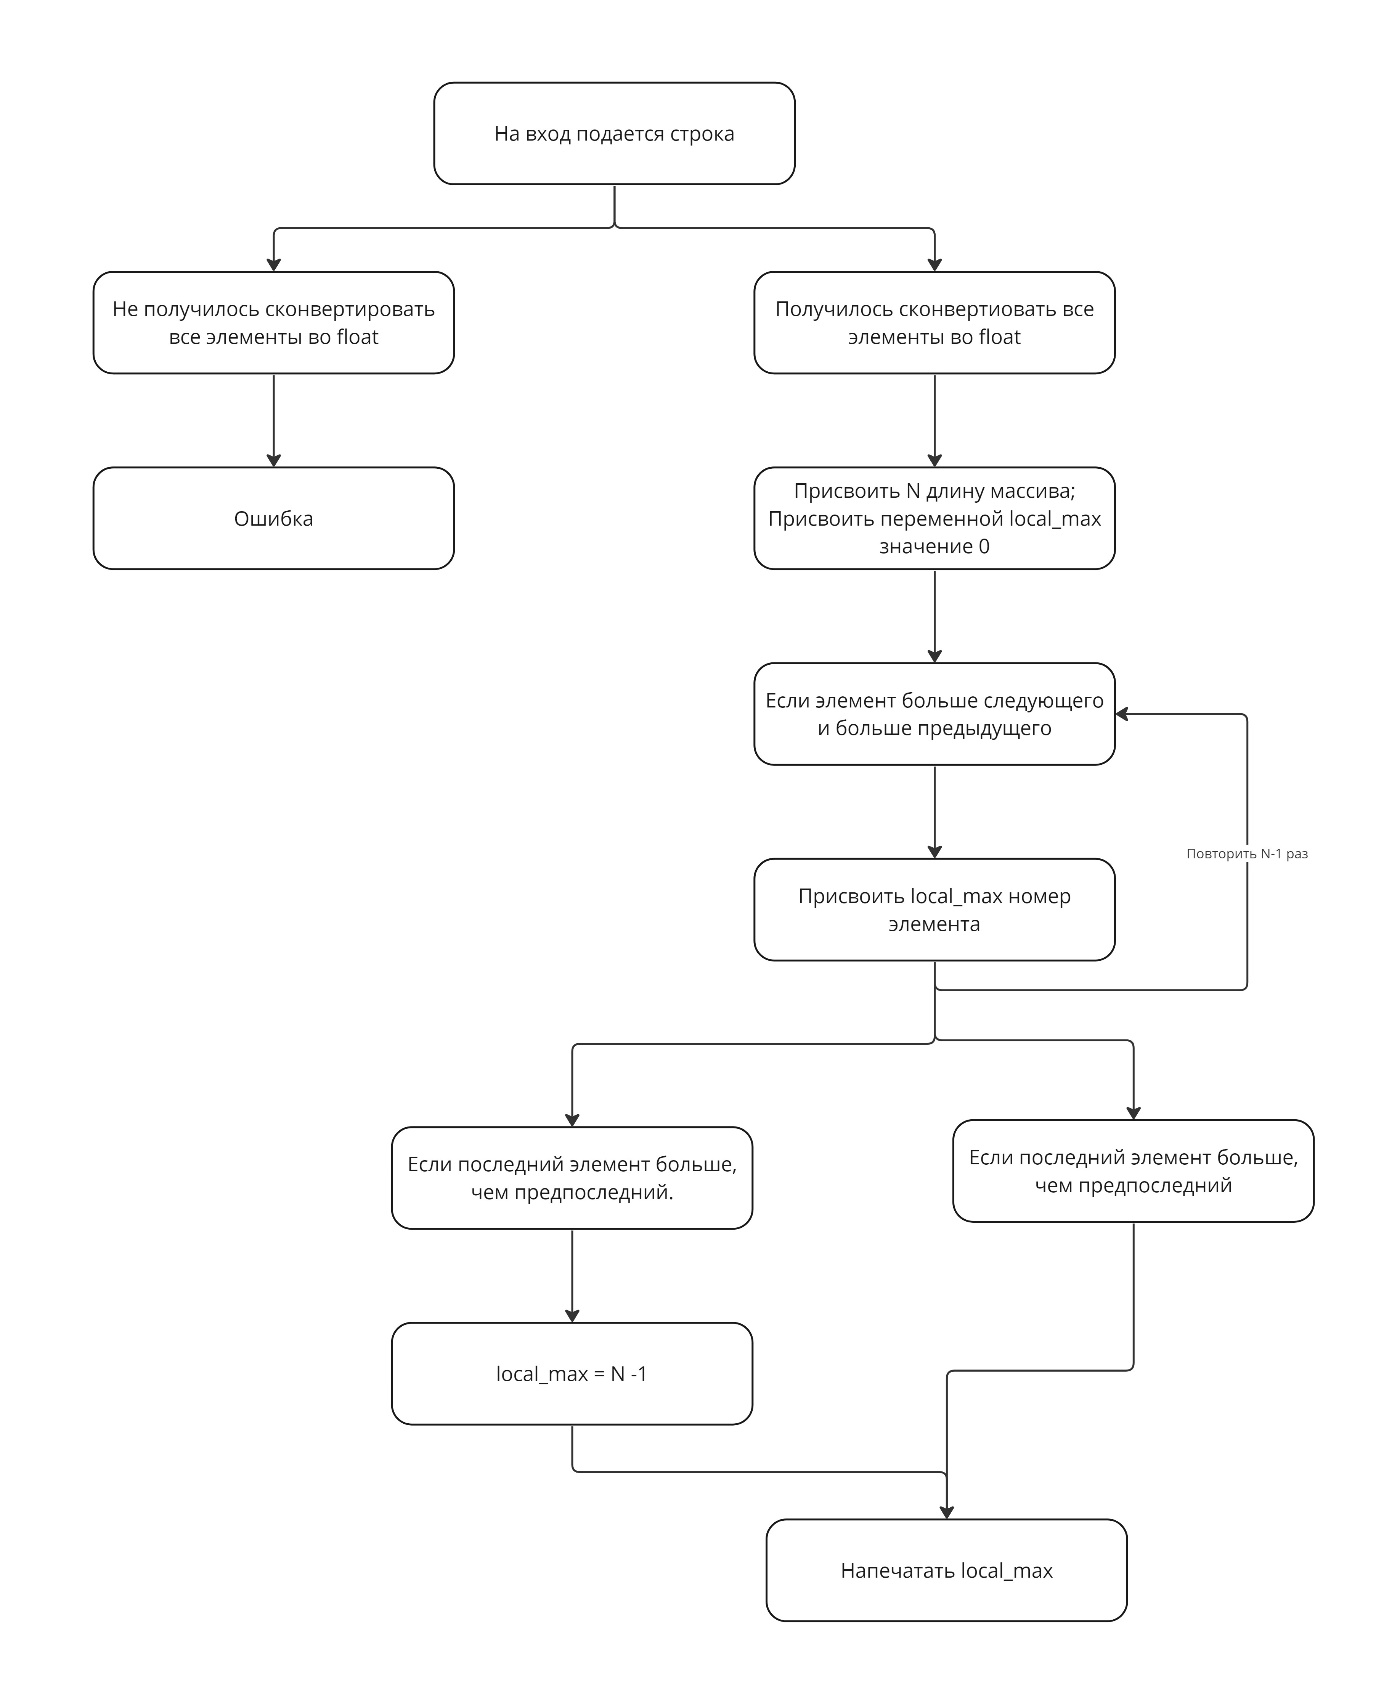 На вход подается строка
Не получилось сконвертировать
все элементы во float
Получилось сконвертиовать все
элементы во float
Ошибка
Присвоить N длину массива;
Присвоить переменной local_max
значение 0
Если элемент больше следующего
и больше предыдущего
Повторить N-1 раз
Присвоить local_max номер
элемента
Если последний элемент больше,
чем предпоследний.
Если последний элемент больше,
чем предпоследний
local_max = N -1
Напечатать local_max